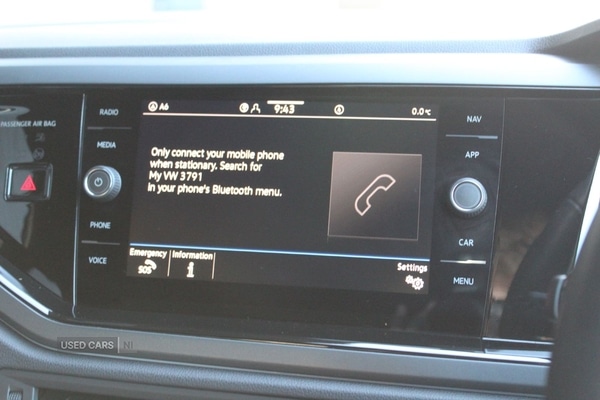 RADIO
A6
9:43
0.0°C
NAV
PASSENGER AIR BAG
MEDIA
Only connect your mobile phone
when stationary. Search for
My VW 3791
in your phone's Bluetooth menu.
APP
PHONE
CAR
VOICE
Emergency
Information
SOS
Settings
MENU
USED CARS NI